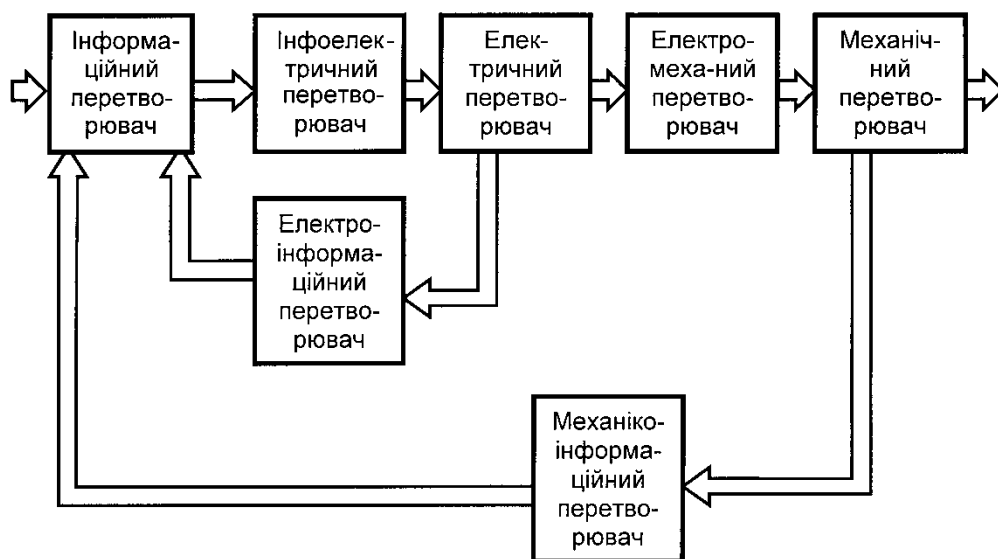 Інформа-
ційний
перетво-
рювач
Інфоелек-
тричний
перетво-
рювач
Елек-
тричний
перетво-
рювач
Електро-
меха-ний
перетво-
рювач
Механіч-
ний
перетво-
рювач
Електро-
інформа-
ційний
перетво-
рювач
Механіко-
інформа-
ційний
перетво-
рювач